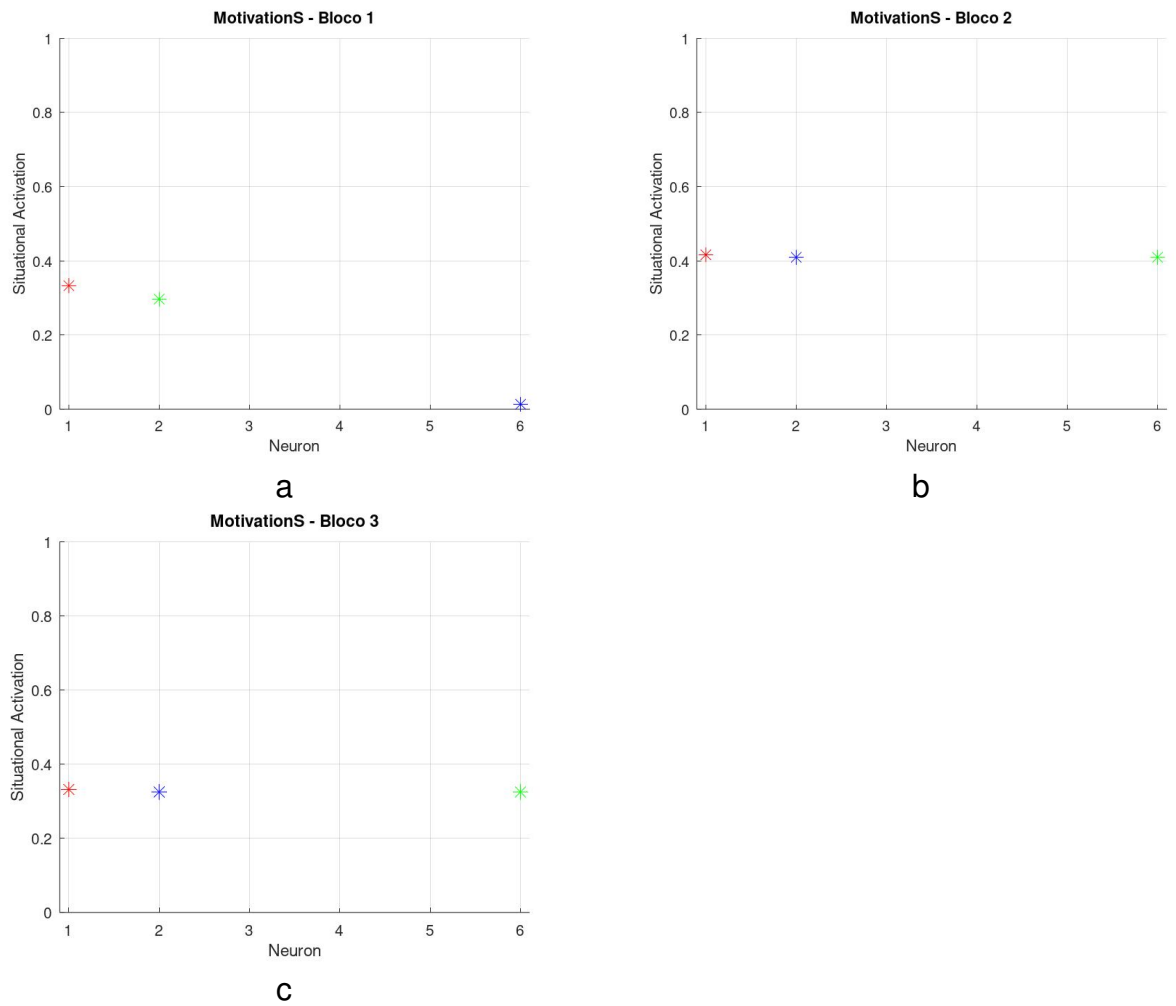 MotivationS - Bloco 1
1
0.8
0.6
0.4
0.2
0
Situational Activation
1 2 3 4 5 6
Neuron
a
MotivationS - Bloco 2
1
0.8
0.6
0.4
0.2
0
Situational Activation
1 2 3 4 5 6
Neuron
b
MotivationS - Bloco 3
1
0.8
0.6
0.4
0.2
0
Situational Activation
1 2 3 4 5 6
Neuron
c